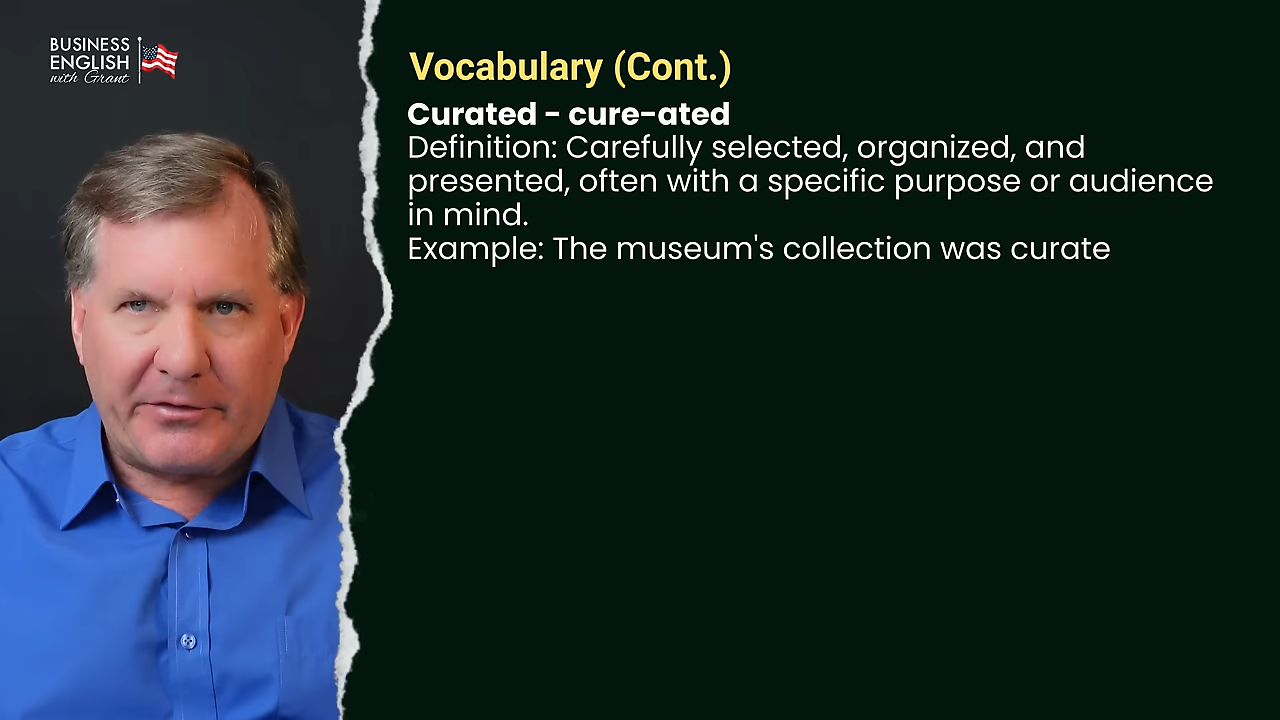 BUSINESS
ENGLISH
with Grant
Vocabulary (Cont.)
Curated - cure-ated
Definition: Carefully selected, organized, and
presented, often with a specific purpose or audience
in mind.
Example: The museum's collection was curate